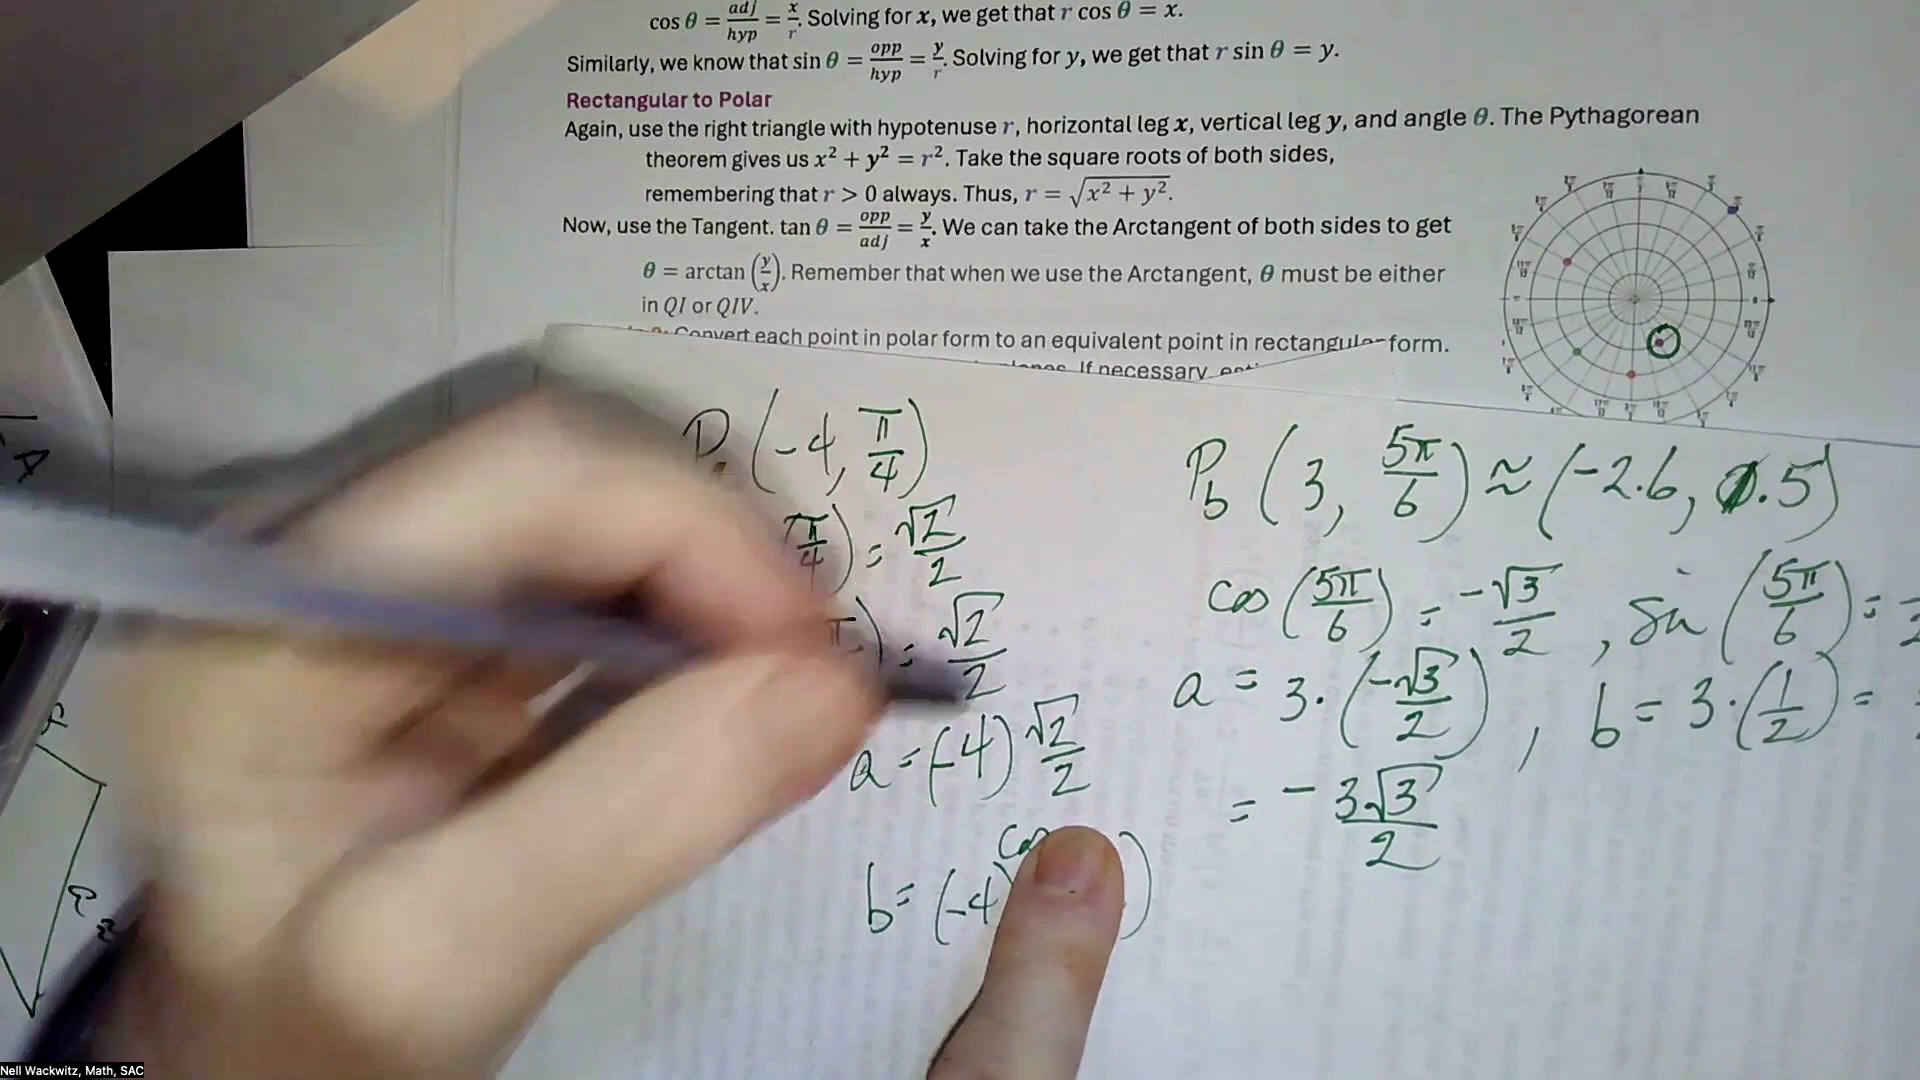 cos θ = adj/hyp = x/r. Solving for x, we get that r cos θ = x.
Similarly, we know that sin θ = opp/hyp = y/r. Solving for y, we get that r sin θ = y.
Rectangular to Polar
Again, use the right triangle with hypotenuse r, horizontal leg x, vertical leg y, and angle θ. The Pythagorean
theorem gives us x² + y² = r². Take the square roots of both sides,
remembering that r > 0 always. Thus, r = √(x² + y²).
Now, use the Tangent. tan θ = opp/adj = y/x. We can take the Arctangent of both sides to get
θ = arctan (y/x). Remember that when we use the Arctangent, θ must be either
in QI or QIV.
Convert each point in polar form to an equivalent point in rectangular form.
If necessary
P (-4, π/4)
π/4) = √2/2
π) = √2/2
a = (-4) √2/2
b = (-4) )
P_b (3, 5π/6) ≈ (-2.6, .5)
cos (5π/6) = -√3/2, sin (5π/6) =
a = 3·(-√3/2), b = 3·(1/2) =
= -3√3/2
Nell Wackwitz, Math, SAC